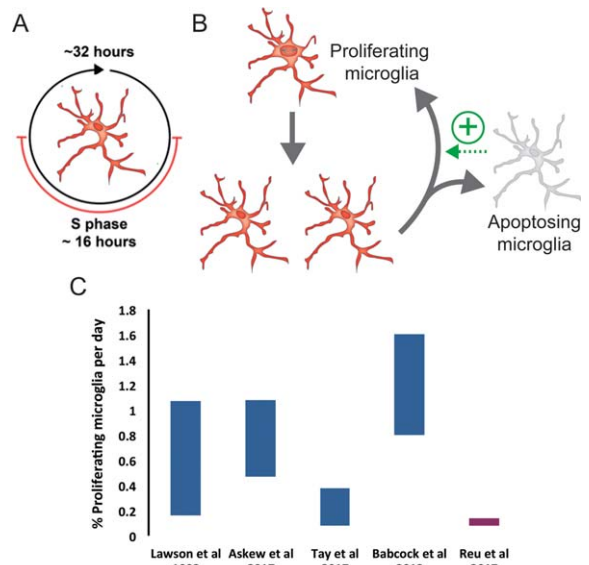 A
~32 hours
S phase
~ 16 hours
B
Proliferating
microglia
+
Apoptosing
microglia
C
% Proliferating microglia per day
1.8
1.6
1.4
1.2
1
0.8
0.6
0.4
0.2
0
Lawson et al Askew et al Tay et al Babcock et al Reu et al